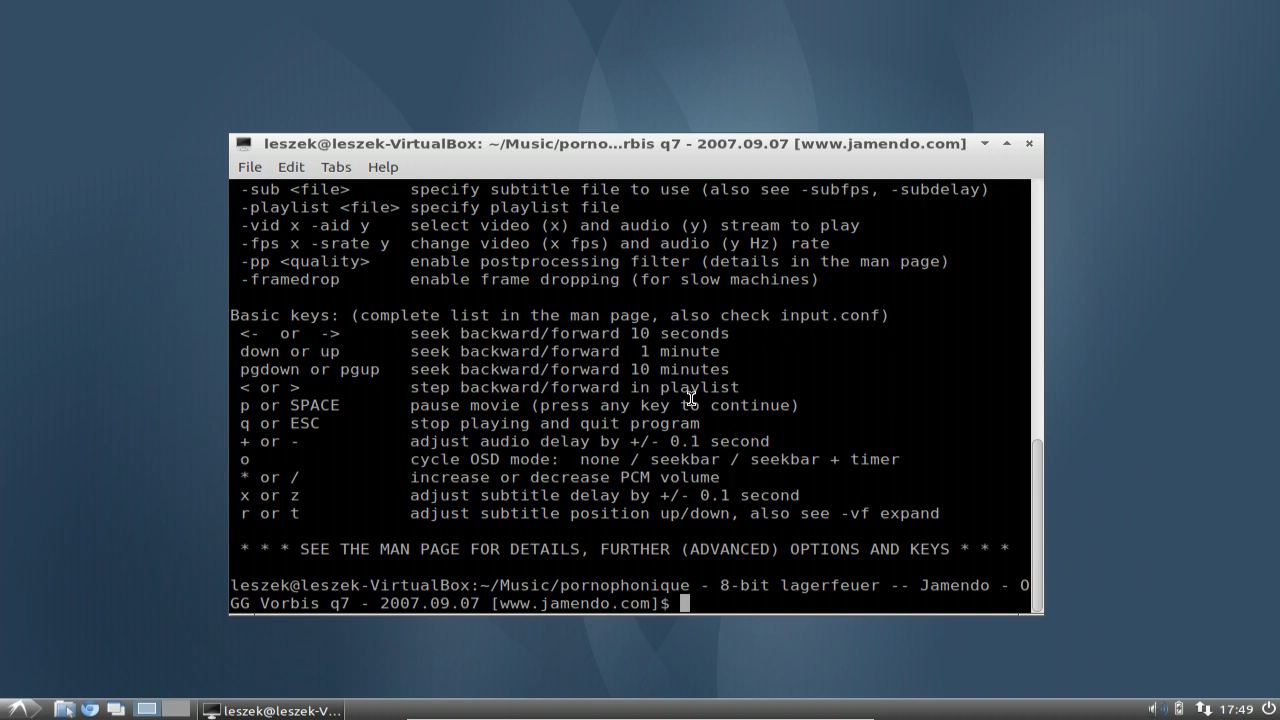 leszek@leszek-VirtualBox: ~/Music/porno...rbis q7 - 2007.09.07 [www.jamendo.com]
File Edit Tabs Help
-sub <file> specify subtitle file to use (also see -subfps, -subdelay)
-playlist <file> specify playlist file
-vid x -aid y select video (x) and audio (y) stream to play
-fps x -srate y change video (x fps) and audio (y Hz) rate
-pp <quality> enable postprocessing filter (details in the man page)
-framedrop enable frame dropping (for slow machines)
Basic keys: (complete list in the man page, also check input.conf)
<- or -> seek backward/forward 10 seconds
down or up seek backward/forward 1 minute
pgdown or pgup seek backward/forward 10 minutes
< or > step backward/forward in playlist
p or SPACE pause movie (press any key to continue)
q or ESC stop playing and quit program
+ or - adjust audio delay by +/- 0.1 second
o cycle OSD mode: none / seekbar / seekbar + timer
* or / increase or decrease PCM volume
x or z adjust subtitle delay by +/- 0.1 second
r or t adjust subtitle position up/down, also see -vf expand
* * * SEE THE MAN PAGE FOR DETAILS, FURTHER (ADVANCED) OPTIONS AND KEYS * * *
leszek@leszek-VirtualBox:~/Music/pornophonique - 8-bit lagerfeuer -- Jamendo - O
GG Vorbis q7 - 2007.09.07 [www.jamendo.com]$
leszek@leszek-V... 17:49